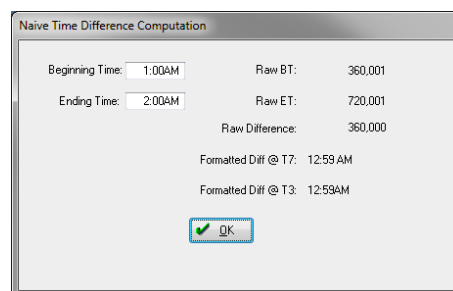 Naive Time Difference Computation
Beginning Time: 1:00AM Raw BT: 360,001
Ending Time: 2:00AM Raw ET: 720,001
Raw Difference: 360,000
Formatted Diff @ T7: 12:59 AM
Formatted Diff @ T3: 12:59AM
OK